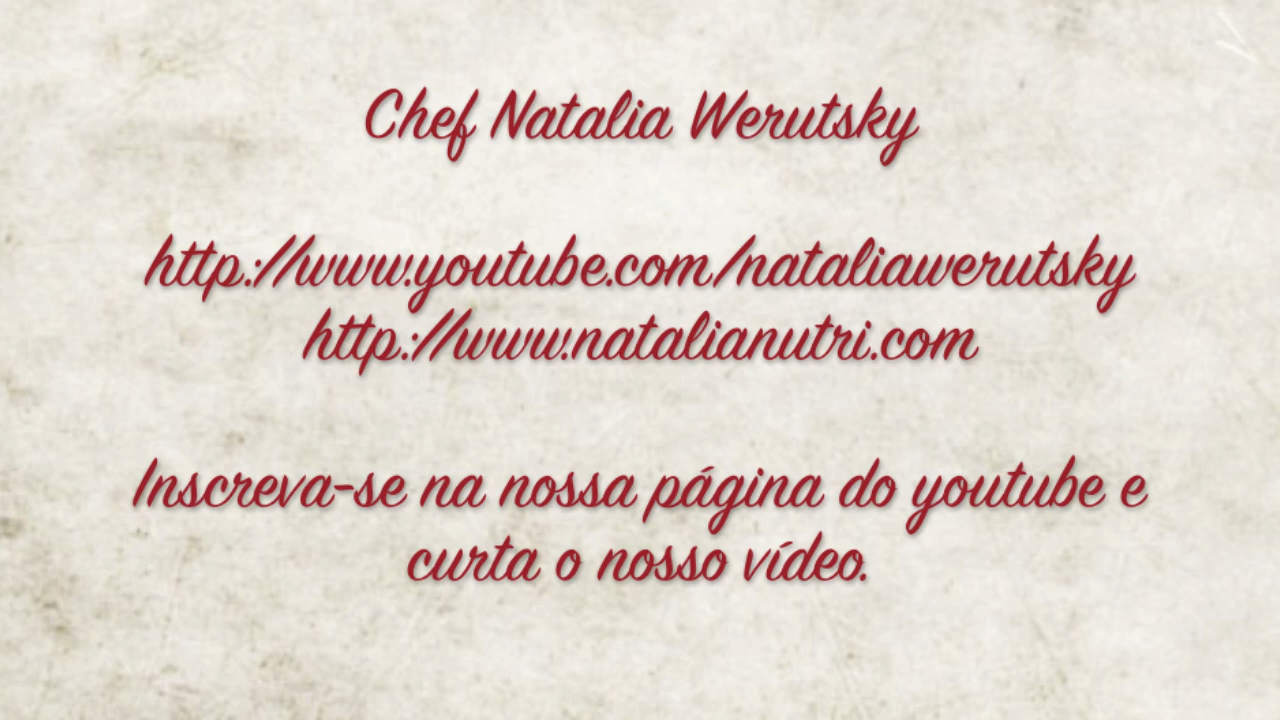 Chef Natalia Werutsky
http://www.youtube.com/nataliawerutsky
http://www.natalianutri.com
Inscreva-se na nossa página do youtube e
curta o nosso vídeo.